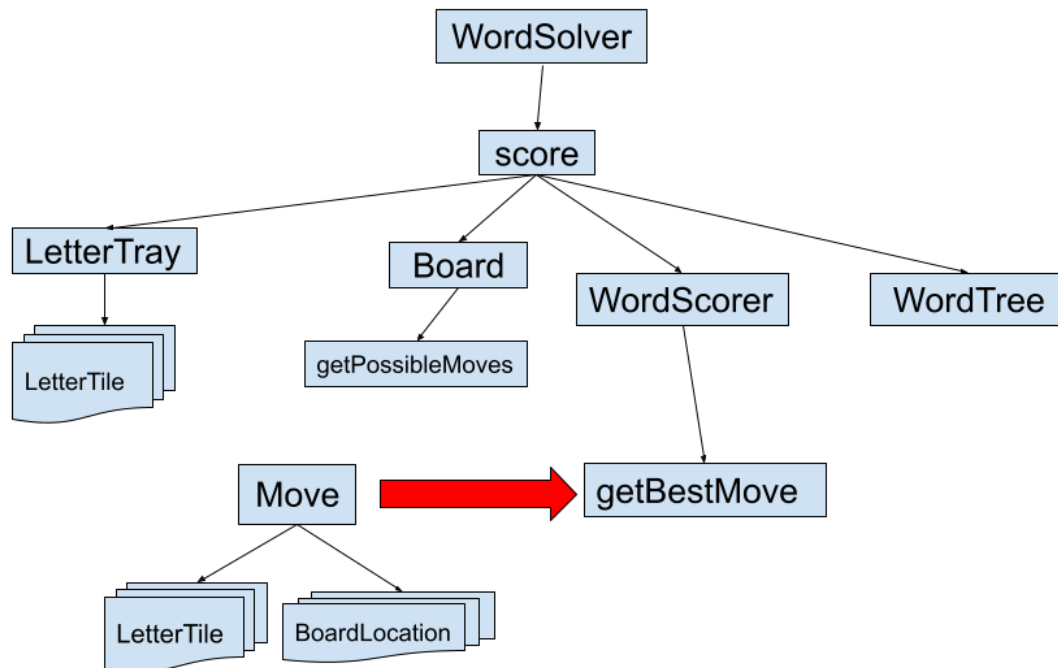 WordSolver
score
LetterTray
Board
WordScorer
WordTree
LetterTile
getPossibleMoves
Move
getBestMove
LetterTile
BoardLocation